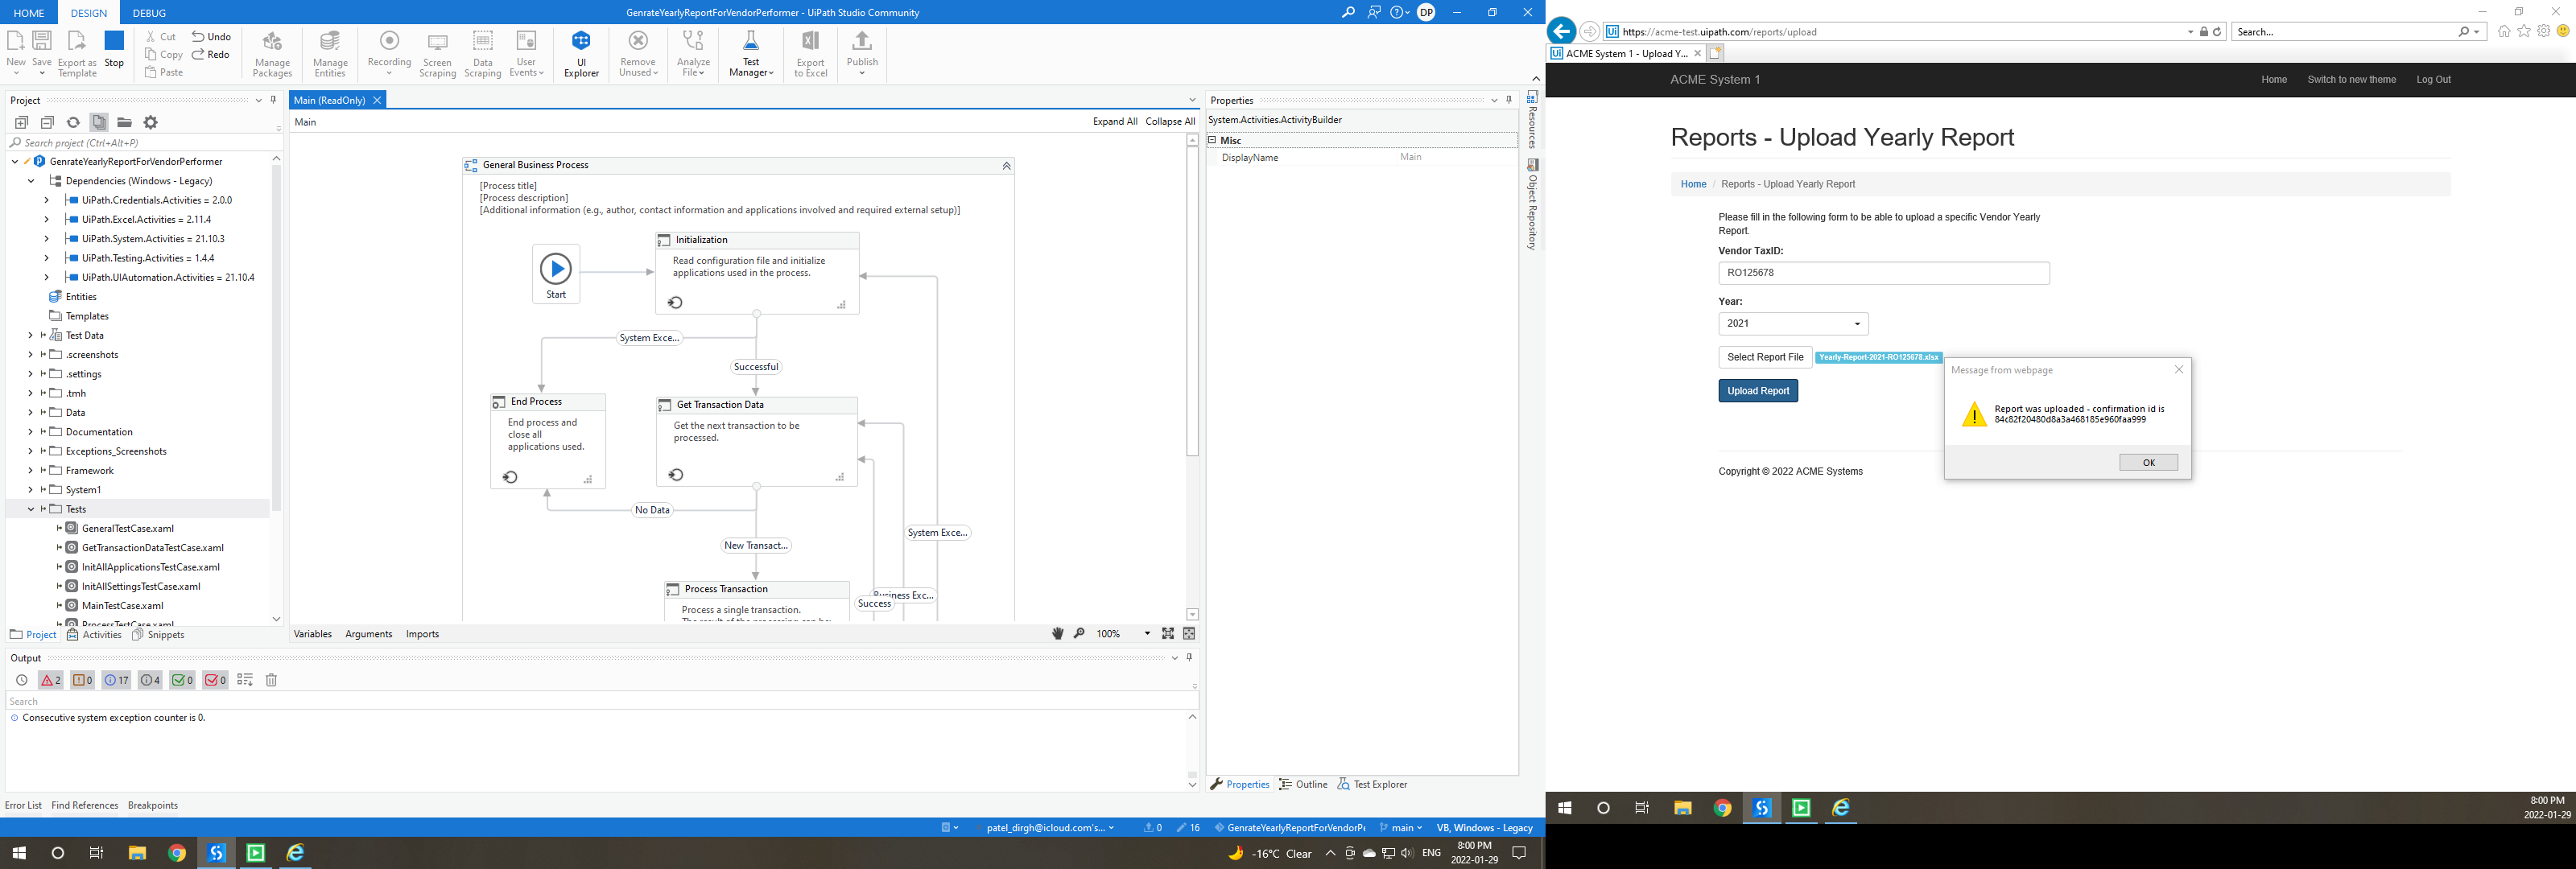 HOME DESIGN DEBUG
GenrateYearlyReportForVendorPerformer - UiPath Studio Community
DP
New
Save
Export as Template
Stop
Cut
Copy
Paste
Undo
Redo
Manage Packages
Manage Entities
Recording
Screen Scraping
Data Scraping
User Events
UI Explorer
Remove Unused
Analyze File
Test Manager
Export to Excel
Publish
Project
Search project (Ctrl+Alt+P)
GenrateYearlyReportForVendorPerformer
Dependencies (Windows - Legacy)
UiPath.Credentials.Activities = 2.0.0
UiPath.Excel.Activities = 2.11.4
UiPath.System.Activities = 21.10.3
UiPath.Testing.Activities = 1.4.4
UiPath.UIAutomation.Activities = 21.10.4
Entities
Templates
Test Data
.screenshots
.settings
.tmh
Data
Documentation
Exceptions_Screenshots
Framework
System1
Tests
GeneralTestCase.xaml
GetTransactionDataTestCase.xaml
InitAllApplicationsTestCase.xaml
InitAllSettingsTestCase.xaml
MainTestCase.xaml
ProcessTestCase.xaml
Project Activities Snippets
Main (ReadOnly)
Main
Expand All Collapse All
General Business Process
[Process title]
[Process description]
[Additional information (e.g., author, contact information and applications involved and required external setup)]
Start
Initialization
Read configuration file and initialize
applications used in the process.
System Exce...
Successful
End Process
End process and
close all
applications used.
Get Transaction Data
Get the next transaction to be
processed.
No Data
New Transact...
System Exce...
Process Transaction
Process a single transaction.
Business Exc...
Success
Variables Arguments Imports
100%
Properties
System.Activities.ActivityBuilder
Misc
DisplayName Main
Resources
Object Repository
Properties Outline Test Explorer
Output
2 0 17 4 0 0
Search
Consecutive system exception counter is 0.
Error List Find References Breakpoints
patel_dirgh@icloud.com's...
0
16
GenrateYearlyReportForVendorPe
main
VB, Windows - Legacy
-16°C Clear
ENG
8:00 PM
2022-01-29
https://acme-test.uipath.com/reports/upload
Search...
Ui ACME System 1 - Upload Y...
ACME System 1
Home Switch to new theme Log Out
Reports - Upload Yearly Report
Home / Reports - Upload Yearly Report
Please fill in the following form to be able to upload a specific Vendor Yearly
Report.
Vendor TaxID:
RO125678
Year:
2021
Select Report File
Yearly-Report-2021-RO125678.xlsx
Upload Report
Message from webpage
Report was uploaded - confirmation id is
84c82f20480d8a3a468185e960faa999
OK
Copyright © 2022 ACME Systems
8:00 PM
2022-01-29